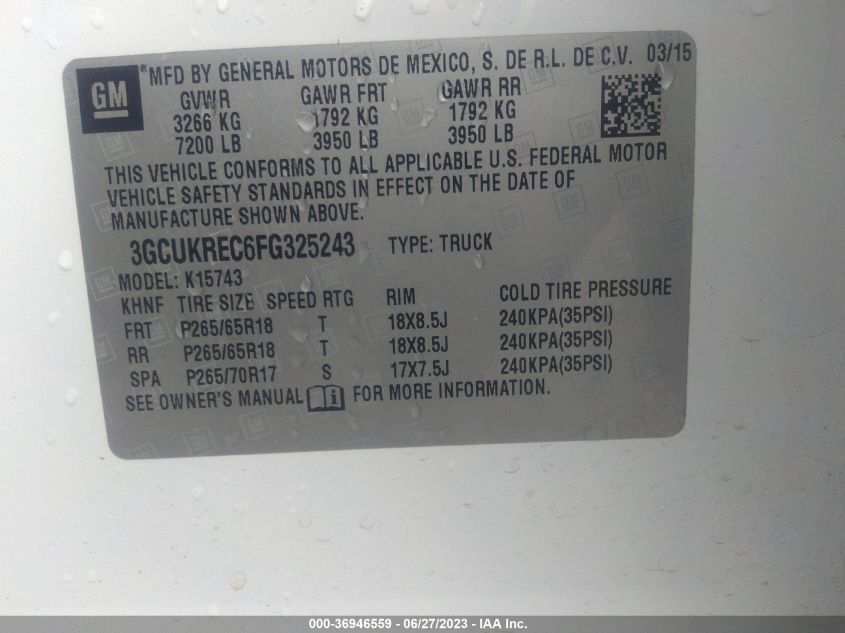 GM ® MFD BY GENERAL MOTORS DE MEXICO, S. DE R.L. DE C.V. 03/15
GVWR GAWR FRT GAWR RR
3266 KG 1792 KG 1792 KG
7200 LB 3950 LB 3950 LB
THIS VEHICLE CONFORMS TO ALL APPLICABLE U.S. FEDERAL MOTOR
VEHICLE SAFETY STANDARDS IN EFFECT ON THE DATE OF
MANUFACTURE SHOWN ABOVE.
3GCUKREC6FG325243 TYPE: TRUCK
MODEL: K15743
KHNF TIRE SIZE SPEED RTG RIM COLD TIRE PRESSURE
FRT P265/65R18 T 18X8.5J 240KPA(35PSI)
RR P265/65R18 T 18X8.5J 240KPA(35PSI)
SPA P265/70R17 S 17X7.5J 240KPA(35PSI)
SEE OWNER'S MANUAL FOR MORE INFORMATION.
000-36946559 - 06/27/2023 - IAA Inc.